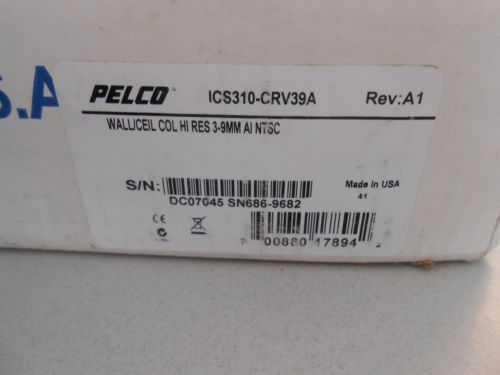 S.A
PELCO ICS310-CRV39A Rev:A1
WALL/CEIL COL HI RES 3-9MM AI NTSC
S/N: Made in USA
DC07045 SN686-9682 41
CE
00880 17894 2